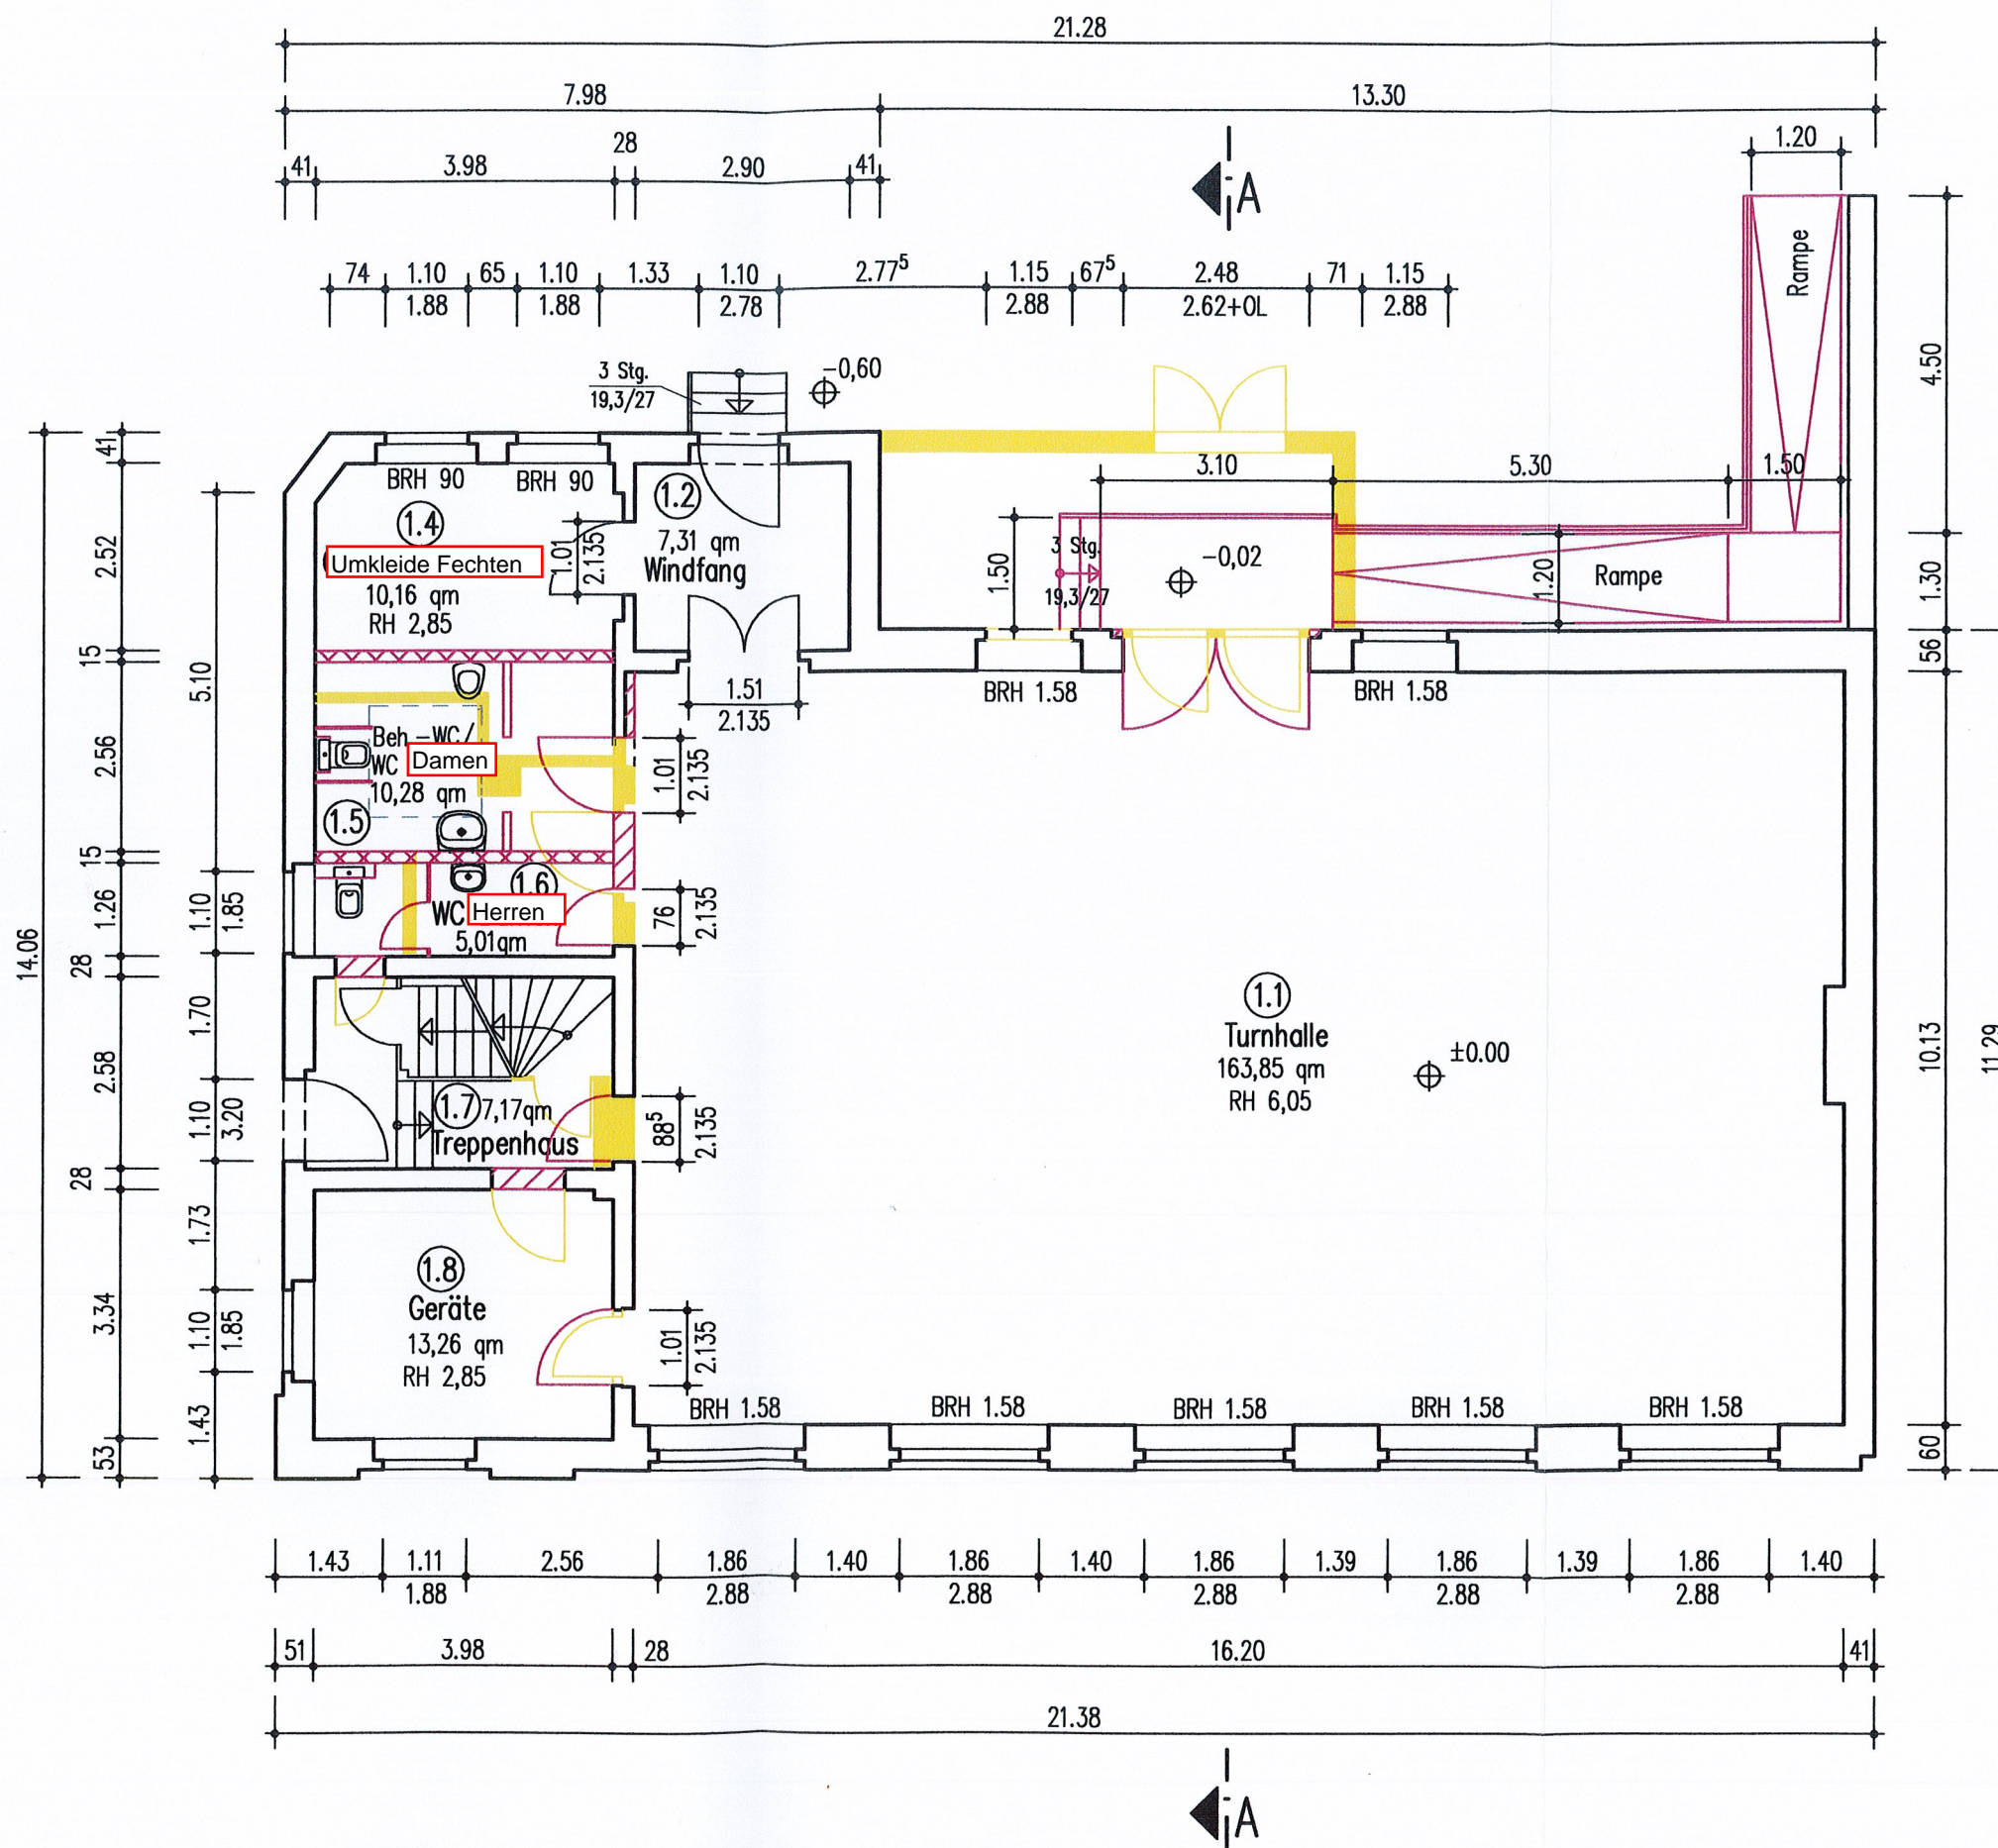 21.28
7.98 13.30
28 1.20
41 3.98 2.90 41
A
74 1.10 65 1.10 1.33 1.10 2.77⁵ 1.15 67⁵ 2.48 71 1.15
1.88 1.88 2.78 2.88 2.62+OL 2.88
Rampe
4.50
3 Stg.
19,3/27
-0,60
41
BRH 90 BRH 90
3.10 5.30 1.50
1.4
Umkleide Fechten
10,16 qm
RH 2,85
1.01
2.135
1.2
7,31 qm
Windfang
1.50
3 Stg.
19,3/27
-0,02
1.20
Rampe
2.52
1.30
15
5.10
56
1.51
2.135
BRH 1.58 BRH 1.58
2.56
Beh.-WC/
WC Damen
10,28 qm
1.5
1.01
2.135
15
1.26
1.10
1.85
1.6
WC Herren
5,01qm
76
2.135
14.06
28
1.70
2.58
1.10
3.20
1.7 7,17qm
Treppenhaus
88⁵
2.135
1.1
Turnhalle
163,85 qm
RH 6,05
±0.00
10.13
11.29
28
1.73
3.34
1.10
1.85
1.8
Geräte
13,26 qm
RH 2,85
1.01
2.135
1.43
53
BRH 1.58 BRH 1.58 BRH 1.58 BRH 1.58 BRH 1.58
60
1.43 1.11 2.56 1.86 1.40 1.86 1.40 1.86 1.39 1.86 1.39 1.86 1.40
1.88 2.88 2.88 2.88 2.88 2.88
51 3.98 28 16.20 41
21.38
A